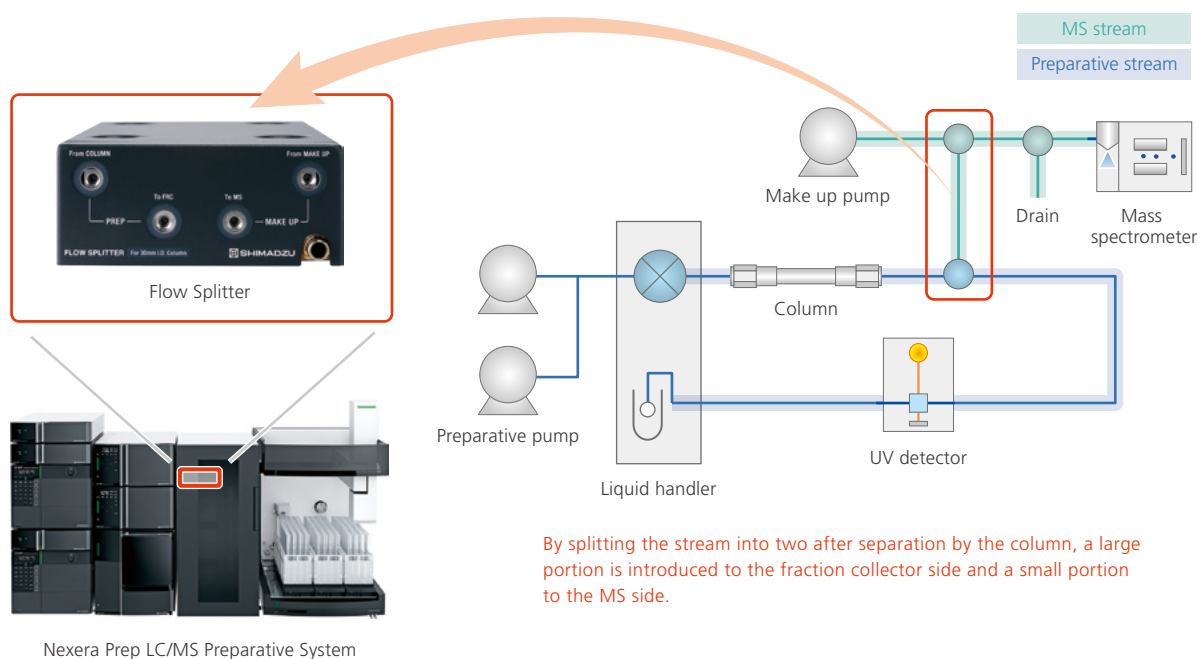 MS stream
Preparative stream
From COLUMN
From MAKE UP
To FRC
To MS
PREP
MAKE UP
FLOW SPLITTER
For 30mm I.D. Column
SHIMADZU
Flow Splitter
Make up pump
Drain
Mass
spectrometer
Column
Preparative pump
UV detector
Liquid handler
By splitting the stream into two after separation by the column, a large
portion is introduced to the fraction collector side and a small portion
to the MS side.
Nexera Prep LC/MS Preparative System